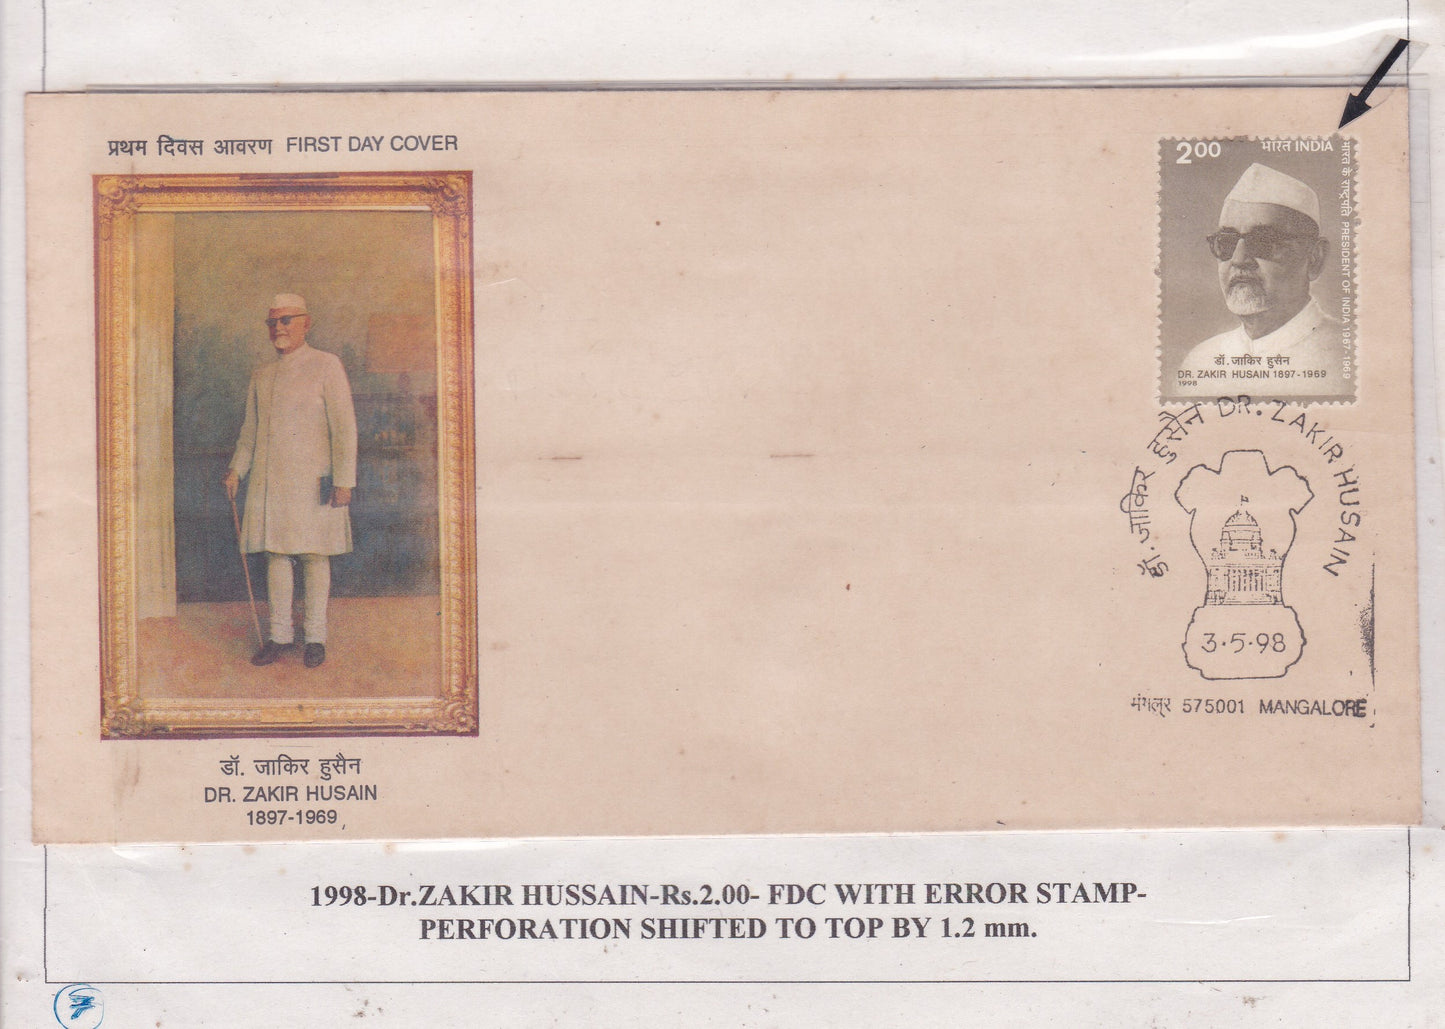 प्रथम दिवस आवरण FIRST DAY COVER
2.00 भारत INDIA
भारत के राष्ट्रपति PRESIDENT OF INDIA 1967-1969
डॉ. जाकिर हुसैन
DR. ZAKIR HUSAIN 1897-1969
1998
डॉ. जाकिर हुसैन DR. ZAKIR HUSAIN
3.5.98
मंगलूर 575001 MANGALORE
डॉ. जाकिर हुसैन
DR. ZAKIR HUSAIN
1897-1969
1998-Dr.ZAKIR HUSSAIN-Rs.2.00- FDC WITH ERROR STAMP-
PERFORATION SHIFTED TO TOP BY 1.2 mm.